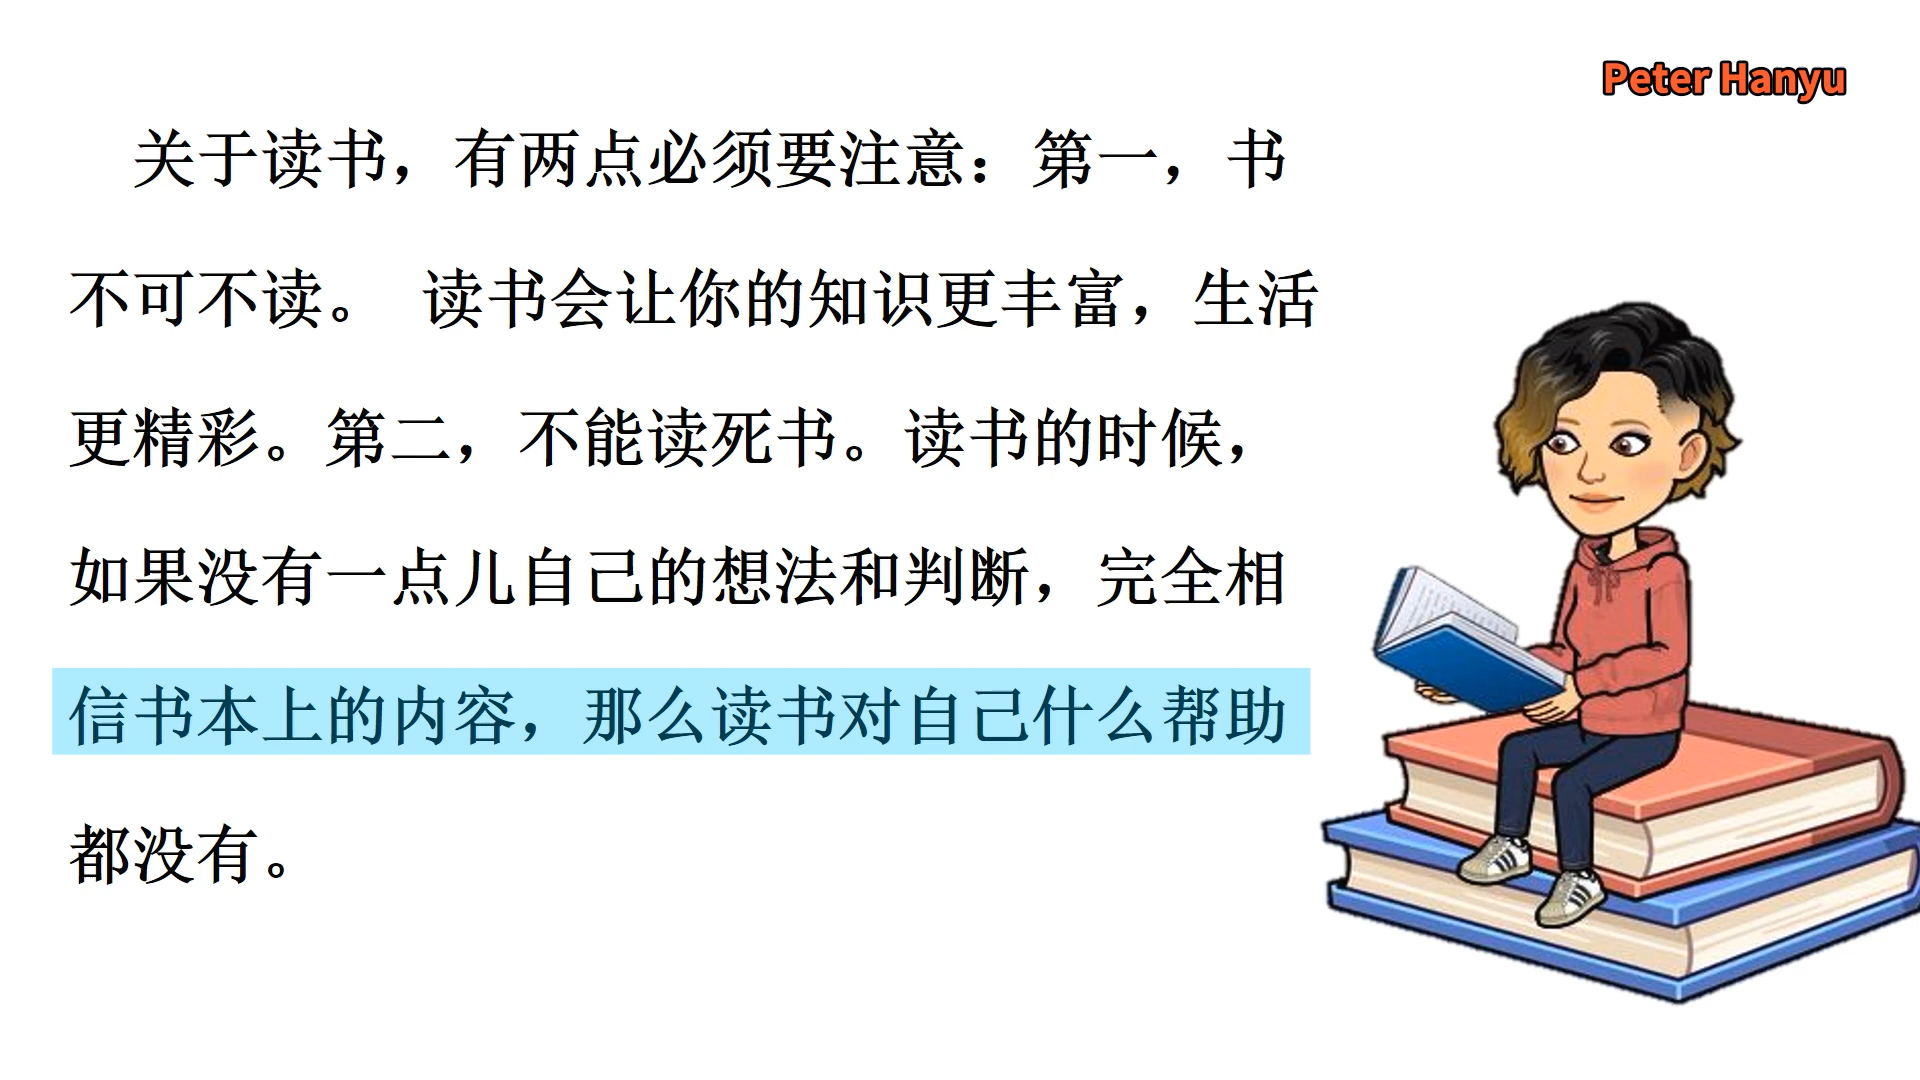 Peter Hanyu
关于读书，有两点必须要注意：第一，书
不可不读。 读书会让你的知识更丰富，生活
更精彩。第二，不能读死书。读书的时候，
如果没有一点儿自己的想法和判断，完全相
信书本上的内容，那么读书对自己什么帮助
都没有。